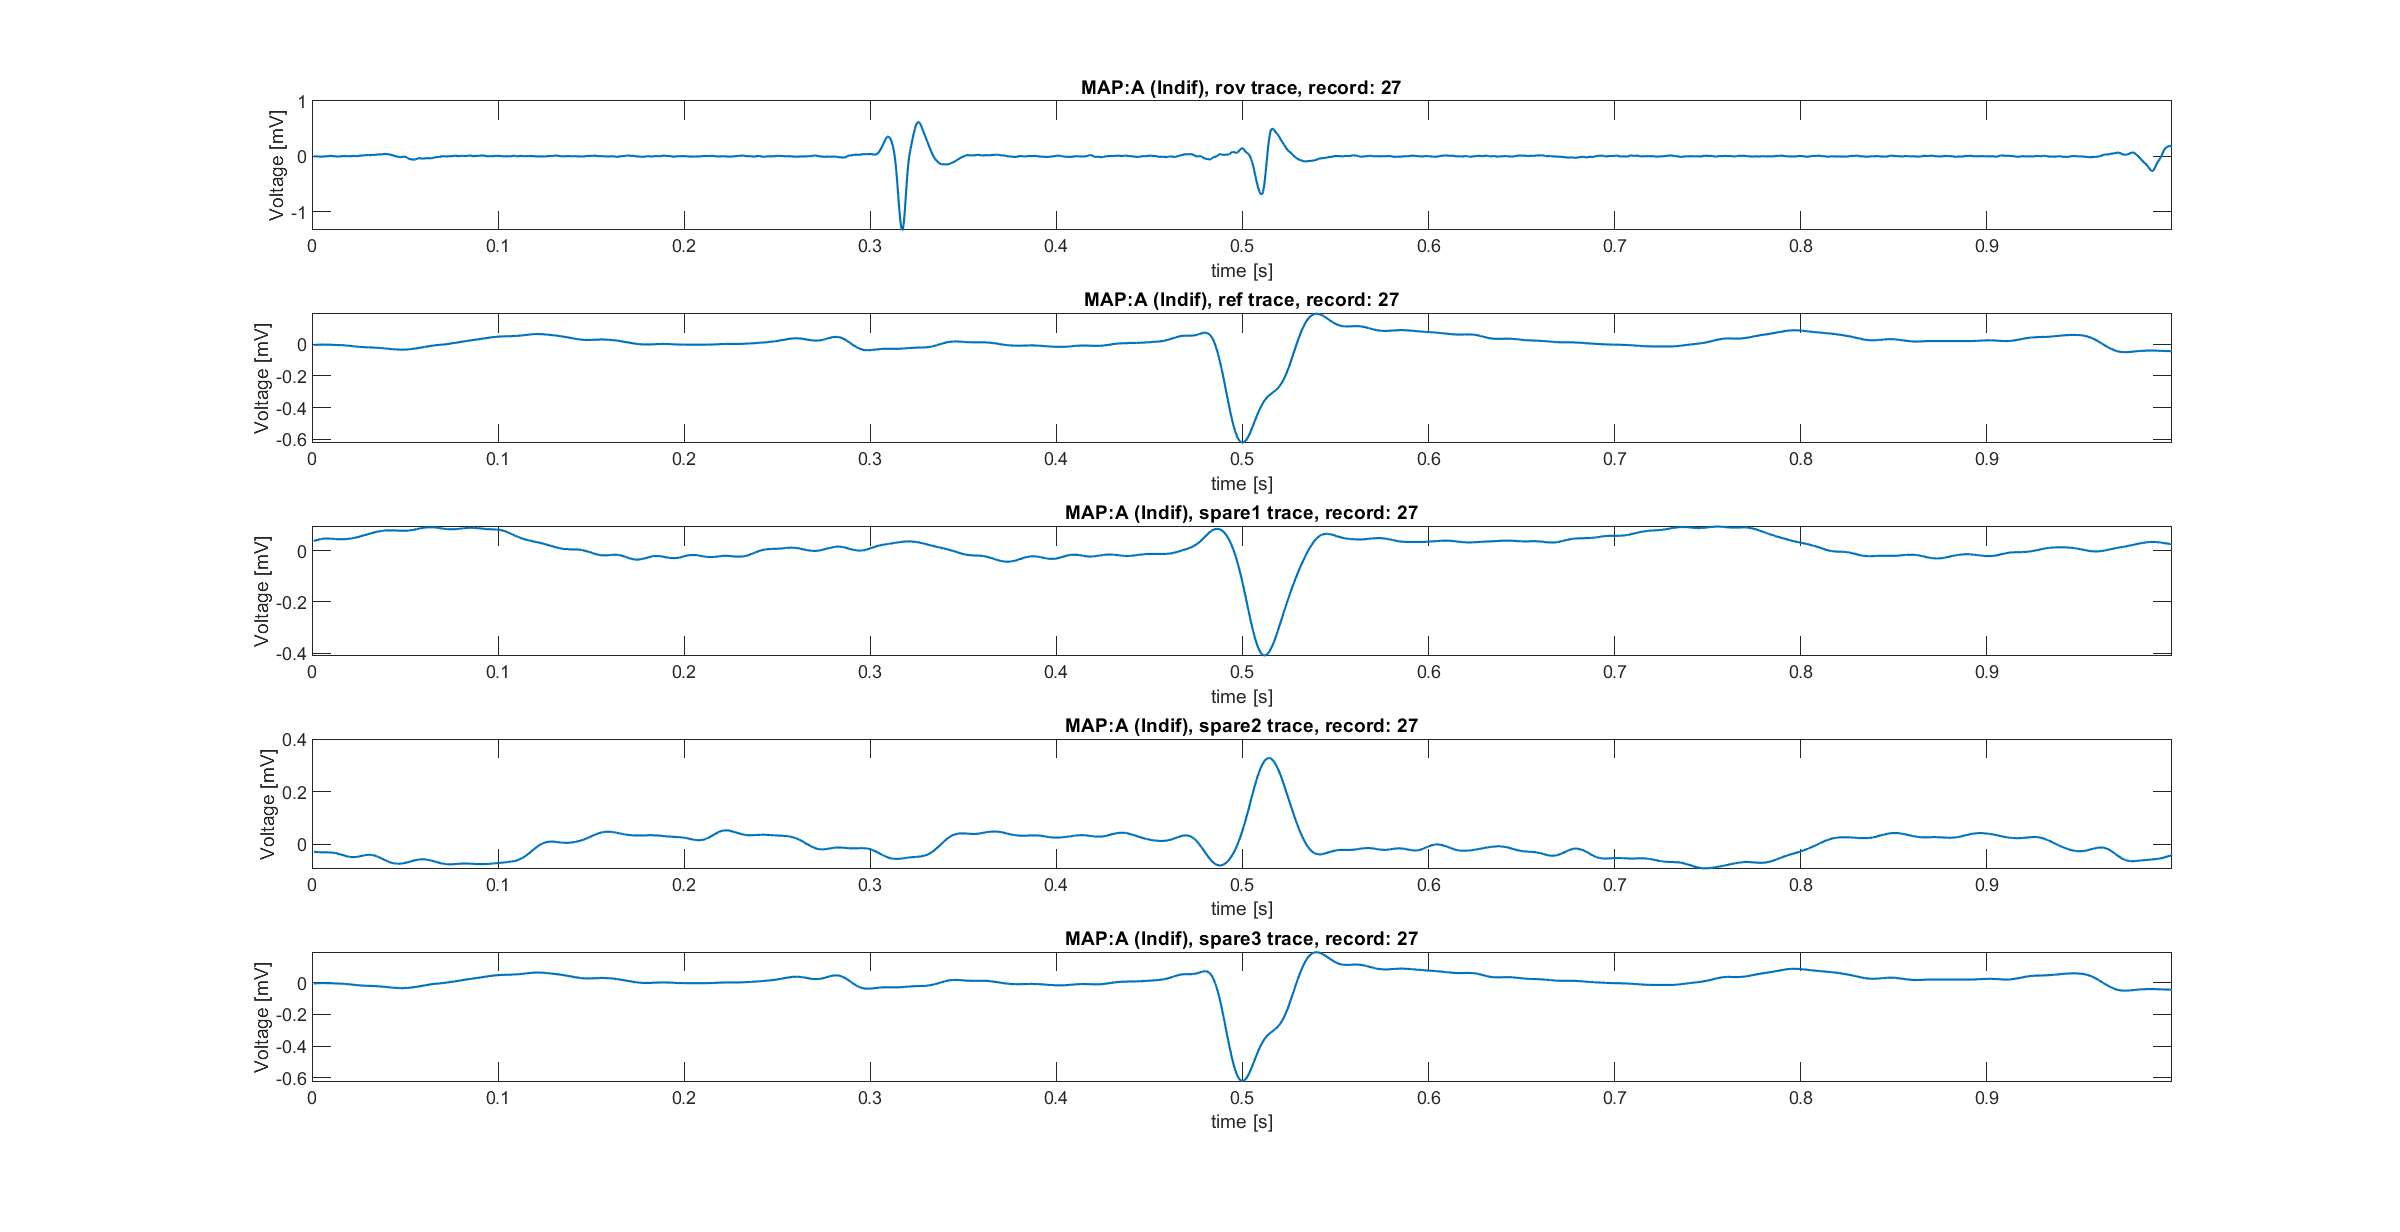 MAP:A (Indif), rov trace, record: 27
Voltage [mV]
1
0
-1
0 0.1 0.2 0.3 0.4 0.5 0.6 0.7 0.8 0.9
time [s]
MAP:A (Indif), ref trace, record: 27
Voltage [mV]
0
-0.2
-0.4
-0.6
0 0.1 0.2 0.3 0.4 0.5 0.6 0.7 0.8 0.9
time [s]
MAP:A (Indif), spare1 trace, record: 27
Voltage [mV]
0
-0.2
-0.4
0 0.1 0.2 0.3 0.4 0.5 0.6 0.7 0.8 0.9
time [s]
MAP:A (Indif), spare2 trace, record: 27
Voltage [mV]
0.4
0.2
0
0 0.1 0.2 0.3 0.4 0.5 0.6 0.7 0.8 0.9
time [s]
MAP:A (Indif), spare3 trace, record: 27
Voltage [mV]
0
-0.2
-0.4
-0.6
0 0.1 0.2 0.3 0.4 0.5 0.6 0.7 0.8 0.9
time [s]